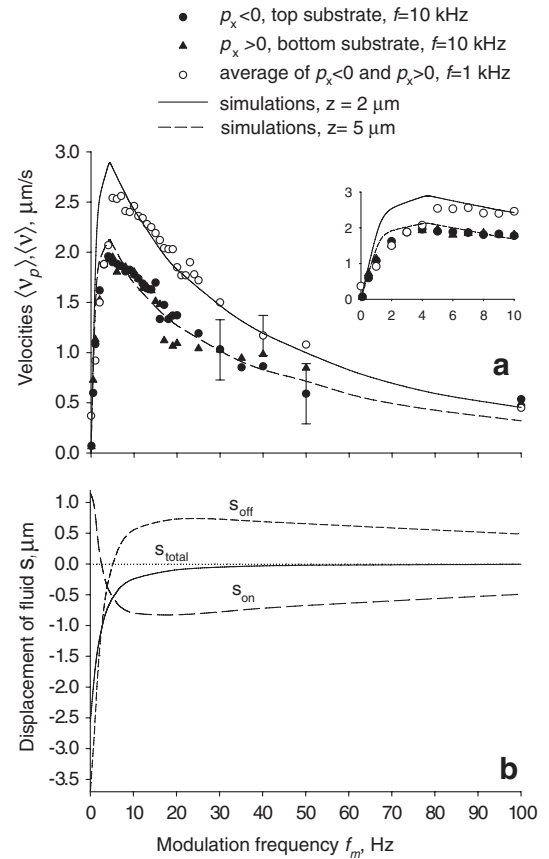 p_x <0, top substrate, f=10 kHz
p_x >0, bottom substrate, f=10 kHz
average of p_x<0 and p_x>0, f=1 kHz
simulations, z = 2 μm
simulations, z= 5 μm
Velocities ⟨v_p⟩,⟨v⟩, μm/s
3.0
2.5
2.0
1.5
1.0
0.5
0.0
3
2
1
0
0 2 4 6 8 10
a
Displacement of fluid s, μm
1.0
0.5
0.0
-0.5
-1.0
-1.5
-2.0
-2.5
-3.0
-3.5
s_off
s_total
s_on
b
0 10 20 30 40 50 60 70 80 90 100
Modulation frequency f_m, Hz